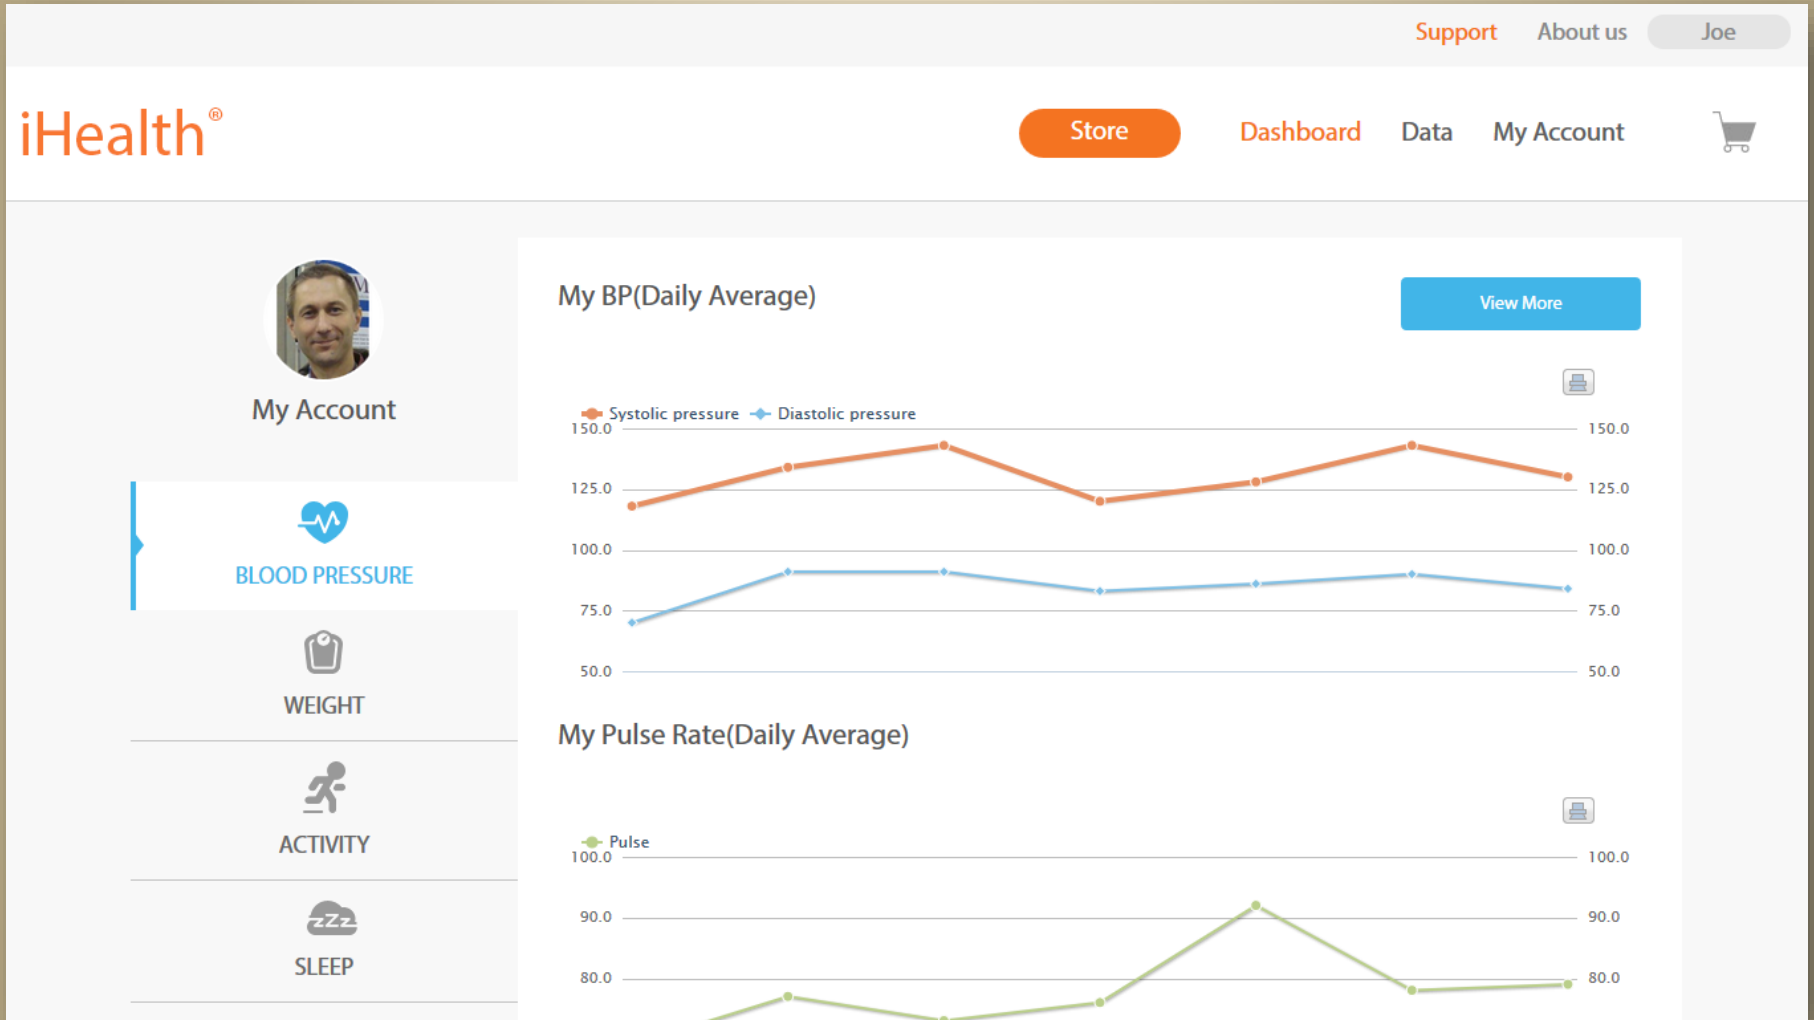 Support About us Joe
iHealth®
Store Dashboard Data My Account
My Account
BLOOD PRESSURE
WEIGHT
ACTIVITY
zZz
SLEEP
My BP(Daily Average)
View More
Systolic pressure Diastolic pressure
150.0 150.0
125.0 125.0
100.0 100.0
75.0 75.0
50.0 50.0
My Pulse Rate(Daily Average)
Pulse
100.0 100.0
90.0 90.0
80.0 80.0